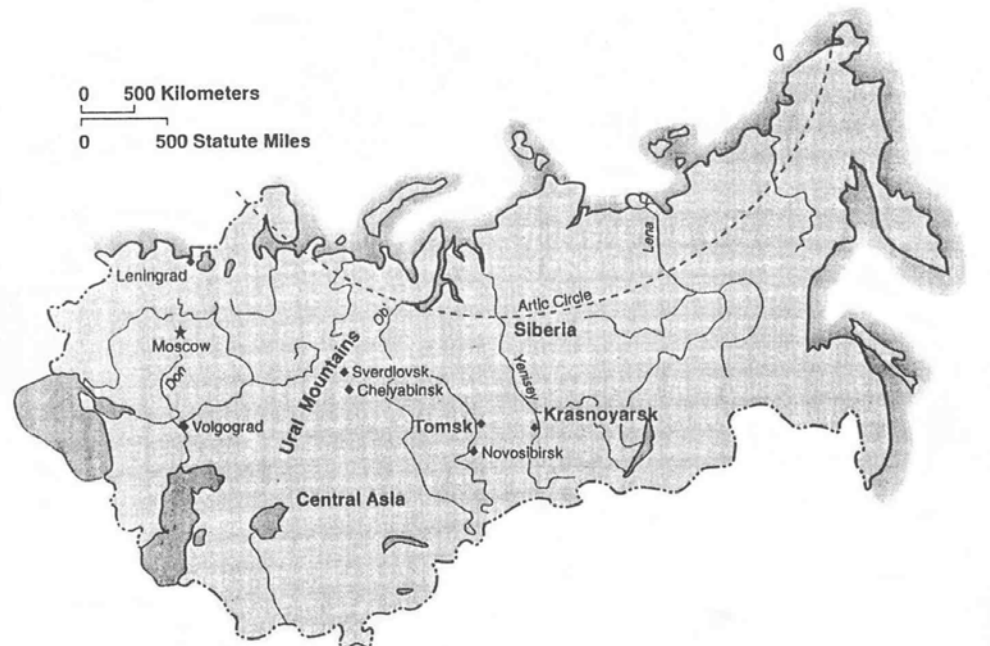 0 500 Kilometers
0 500 Statute Miles
Leningrad
Moscow
Don
Volgograd
Ural Mountains
Sverdlovsk
Chelyabinsk
Ob
Central Asia
Artic Circle
Siberia
Yenisey
Lena
Tomsk
Krasnoyarsk
Novosibirsk